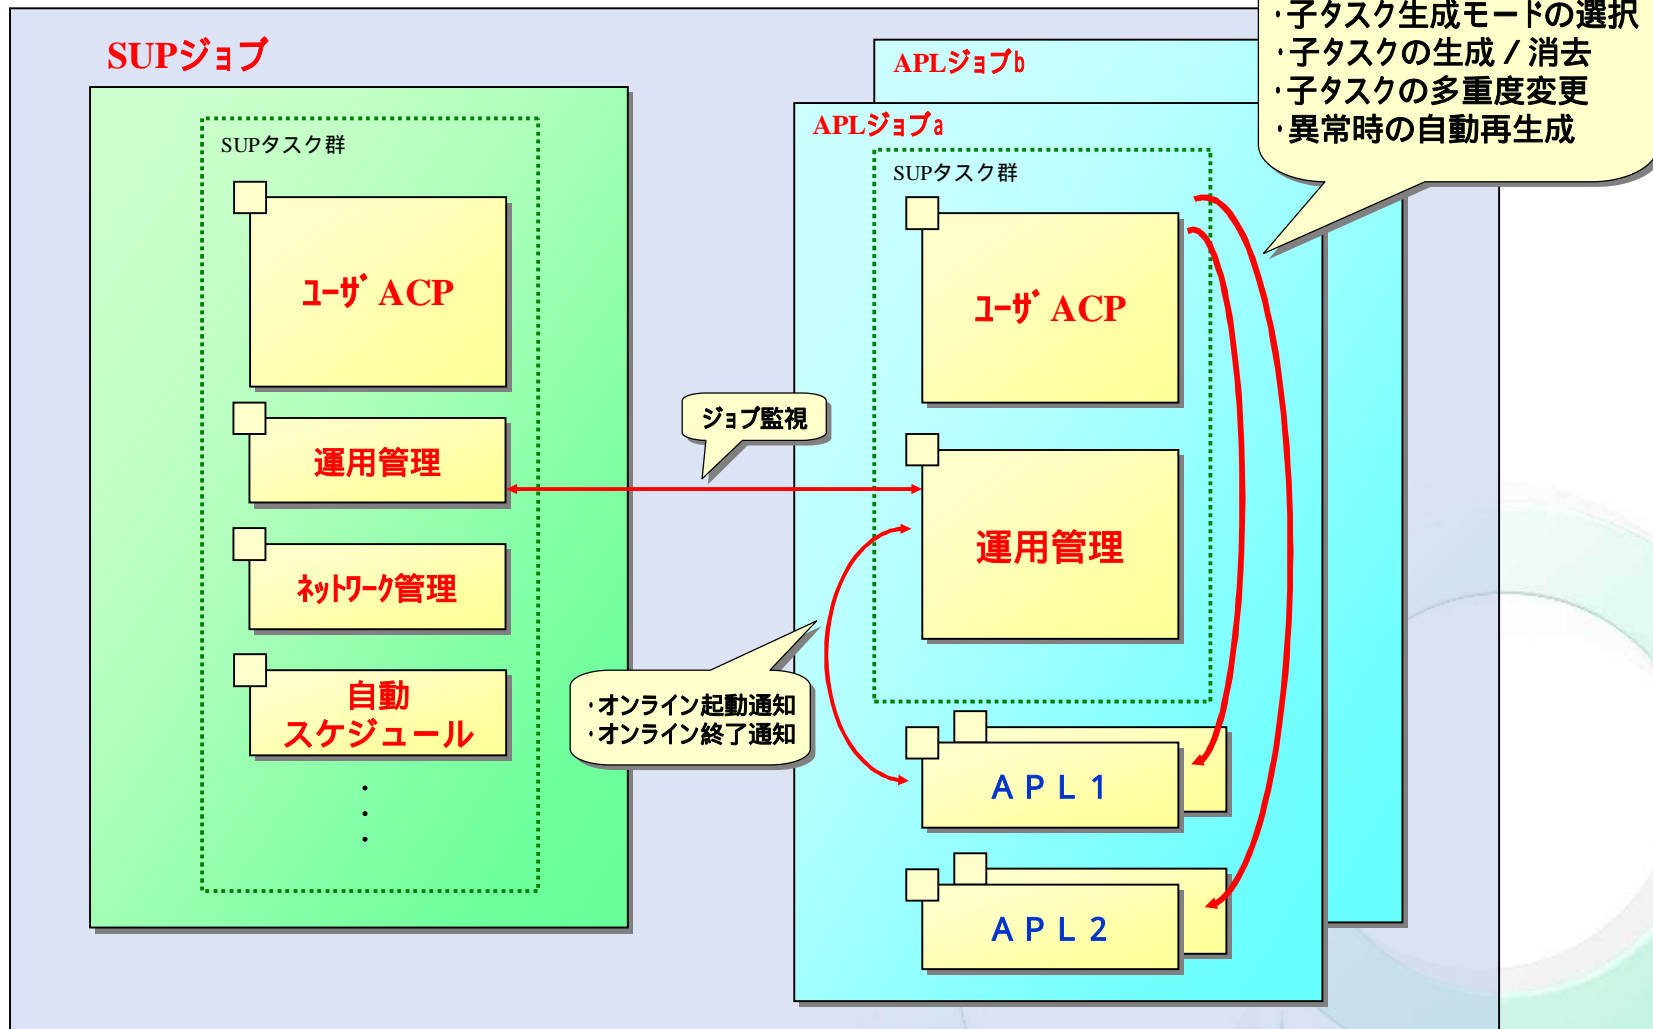 SUPジョブ
SUPタスク群
ﾕｰｻﾞ ACP
運用管理
ﾈｯﾄﾜｰｸ管理
自動
スケジュール
・
・
・
ジョブ監視
・オンライン起動通知
・オンライン終了通知
APLジョブb
APLジョブa
SUPタスク群
ﾕｰｻﾞ ACP
運用管理
ＡＰＬ１
ＡＰＬ２
・子タスク生成モードの選択
・子タスクの生成／消去
・子タスクの多重度変更
・異常時の自動再生成